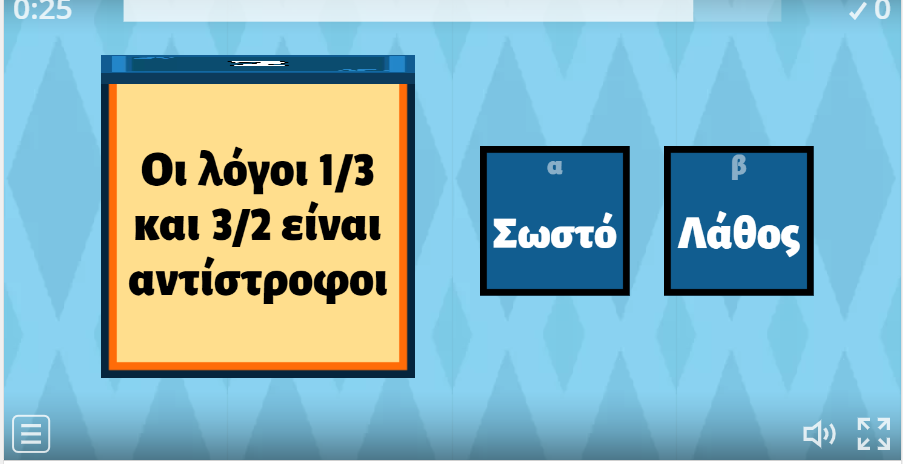 0:25
✓ 0
Οι λόγοι 1/3
και 3/2 είναι
αντίστροφοι
α
Σωστό
β
Λάθος